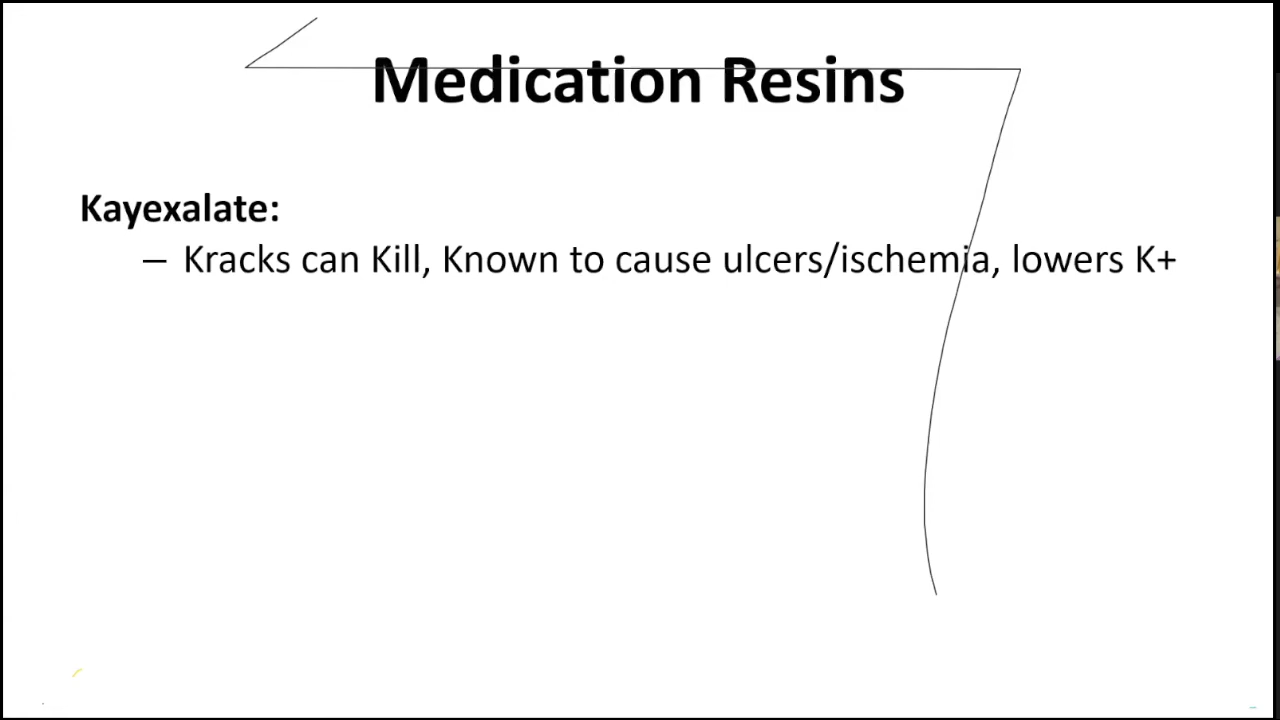 Medication Resins
Kayexalate:
– Kracks can Kill, Known to cause ulcers/ischemia, lowers K+